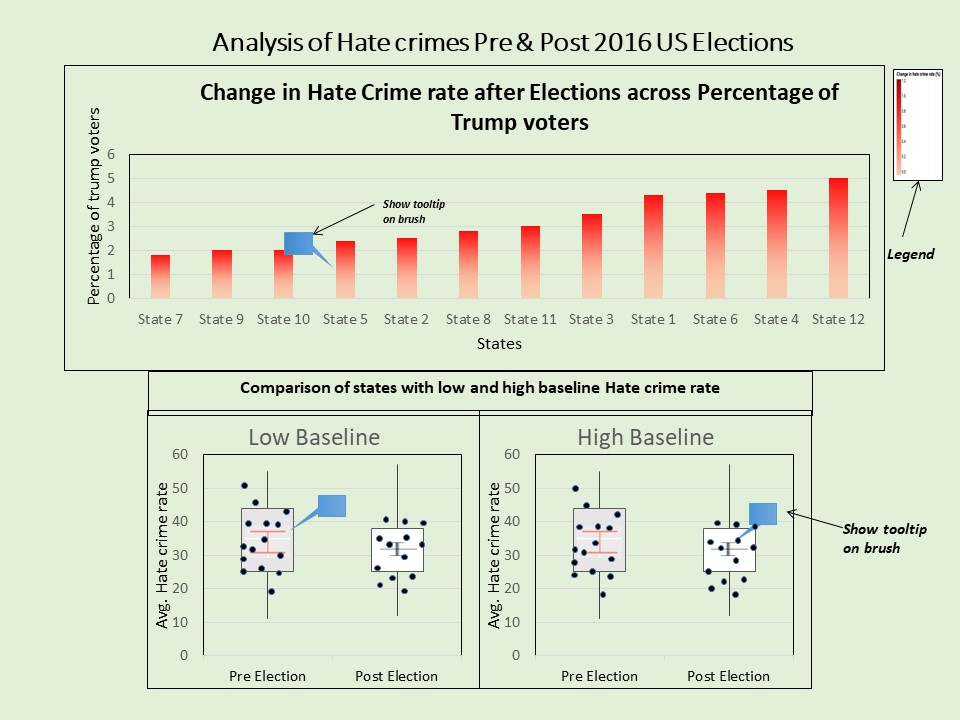 Analysis of Hate crimes Pre & Post 2016 US Elections
Change in Hate Crime rate after Elections across Percentage of
Trump voters
Change in hate crime rate (%)
Percentage of trump voters
6
5
4
3
2
1
0
Show tooltip
on brush
Legend
State 7 State 9 State 10 State 5 State 2 State 8 State 11 State 3 State 1 State 6 State 4 State 12
States
Comparison of states with low and high baseline Hate crime rate
Low Baseline
Avg. Hate crime rate
60
50
40
30
20
10
0
Pre Election Post Election
High Baseline
Avg. Hate crime rate
60
50
40
30
20
10
0
Pre Election Post Election
Show tooltip
on brush